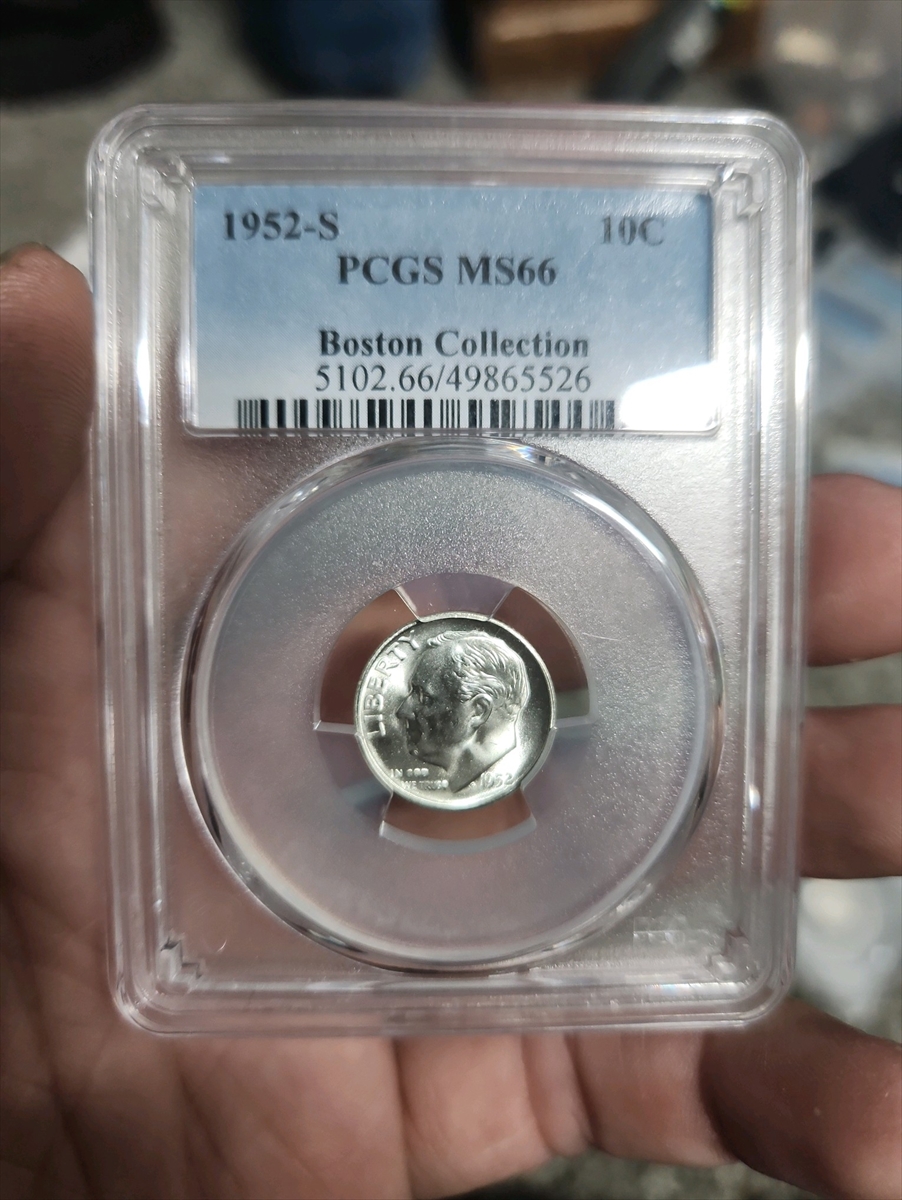 1952-S 10C
PCGS MS66
Boston Collection
5102.66/49865526
LIBERTY
IN GOD
WE TRUST
1952